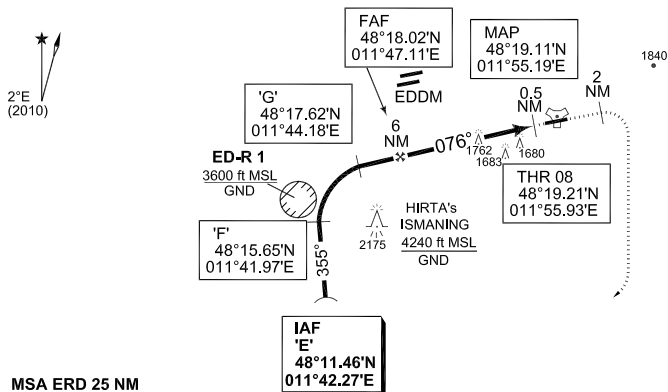 FAF
48°18.02'N
011°47.11'E
MAP
48°19.11'N
011°55.19'E
1840
2°E
(2010)
EDDM
'G'
48°17.62'N
011°44.18'E
6
NM
0.5
NM
2
NM
076°
1762
1683
1680
ED-R 1
3600 ft MSL
GND
THR 08
48°19.21'N
011°55.93'E
HIRTA's
ISMANING
4240 ft MSL
GND
2175
'F'
48°15.65'N
011°41.97'E
355°
IAF
'E'
48°11.46'N
011°42.27'E
MSA ERD 25 NM